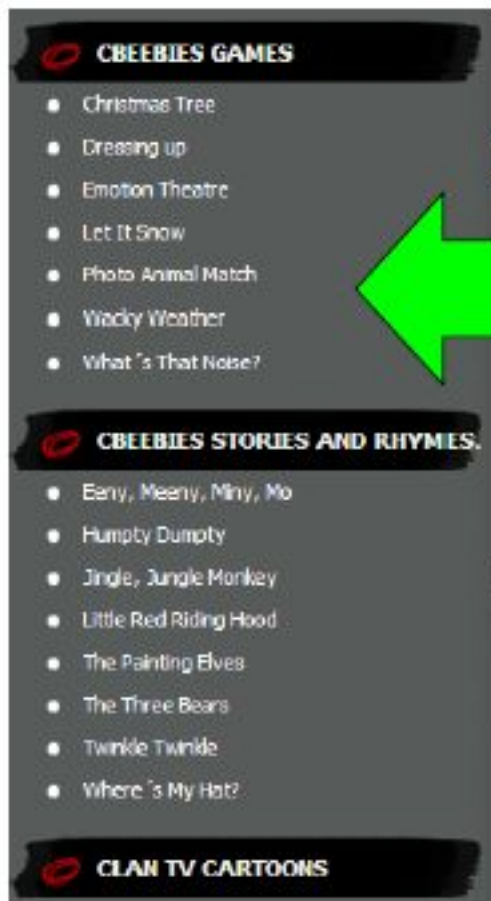 CBEEBIES GAMES
Christmas Tree
Dressing up
Emotion Theatre
Let It Snow
Photo Animal Match
Wacky Weather
What´s That Noise?
CBEEBIES STORIES AND RHYMES.
Eeny, Meeny, Miny, Mo
Humpty Dumpty
Jingle, Jungle Monkey
Little Red Riding Hood
The Painting Elves
The Three Bears
Twinkle Twinkle
Where´s My Hat?
CLAN TV CARTOONS